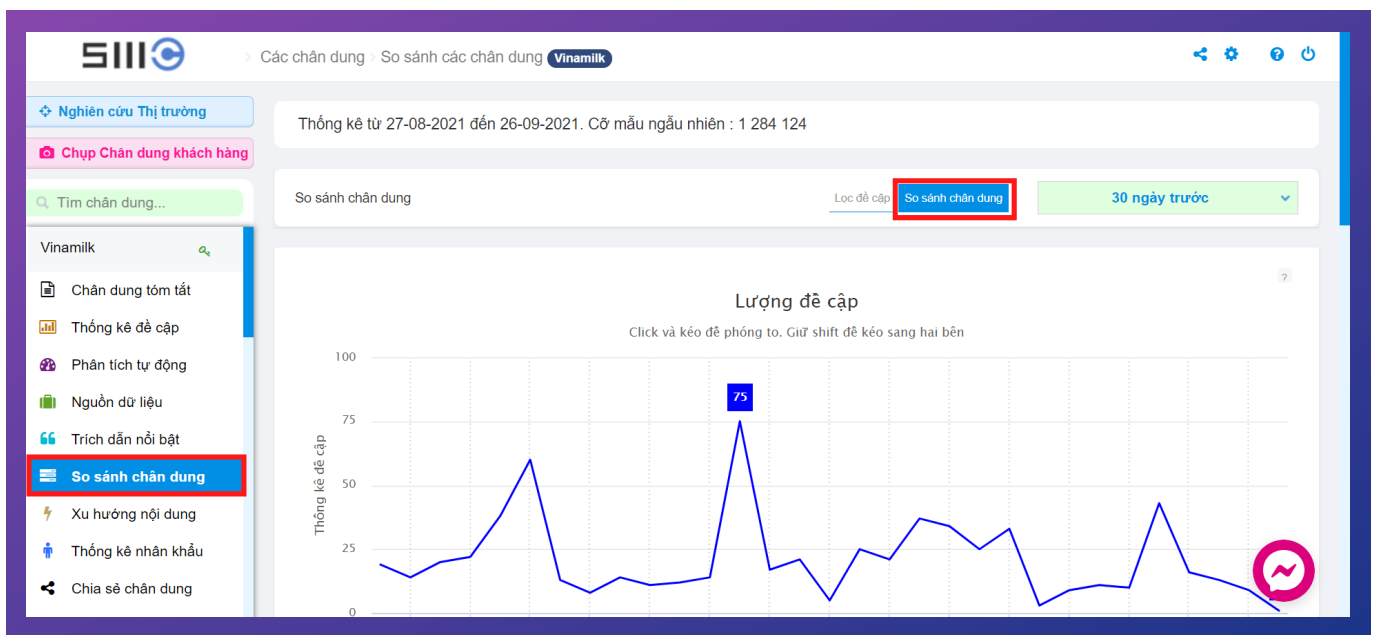 SMCC
Các chân dung > So sánh các chân dung Vinamilk
Nghiên cứu Thị trường
Chụp Chân dung khách hàng
Tìm chân dung...
Vinamilk
Chân dung tóm tắt
Thống kê đề cập
Phân tích tự động
Nguồn dữ liệu
Trích dẫn nổi bật
So sánh chân dung
Xu hướng nội dung
Thống kê nhân khẩu
Chia sẻ chân dung
Thống kê từ 27-08-2021 đến 26-09-2021. Cỡ mẫu ngẫu nhiên : 1 284 124
So sánh chân dung
Lọc đề cập
So sánh chân dung
30 ngày trước
?
Lượng đề cập
Click và kéo để phóng to. Giữ shift để kéo sang hai bên
Thống kê đề cập
100
75
50
25
0
75